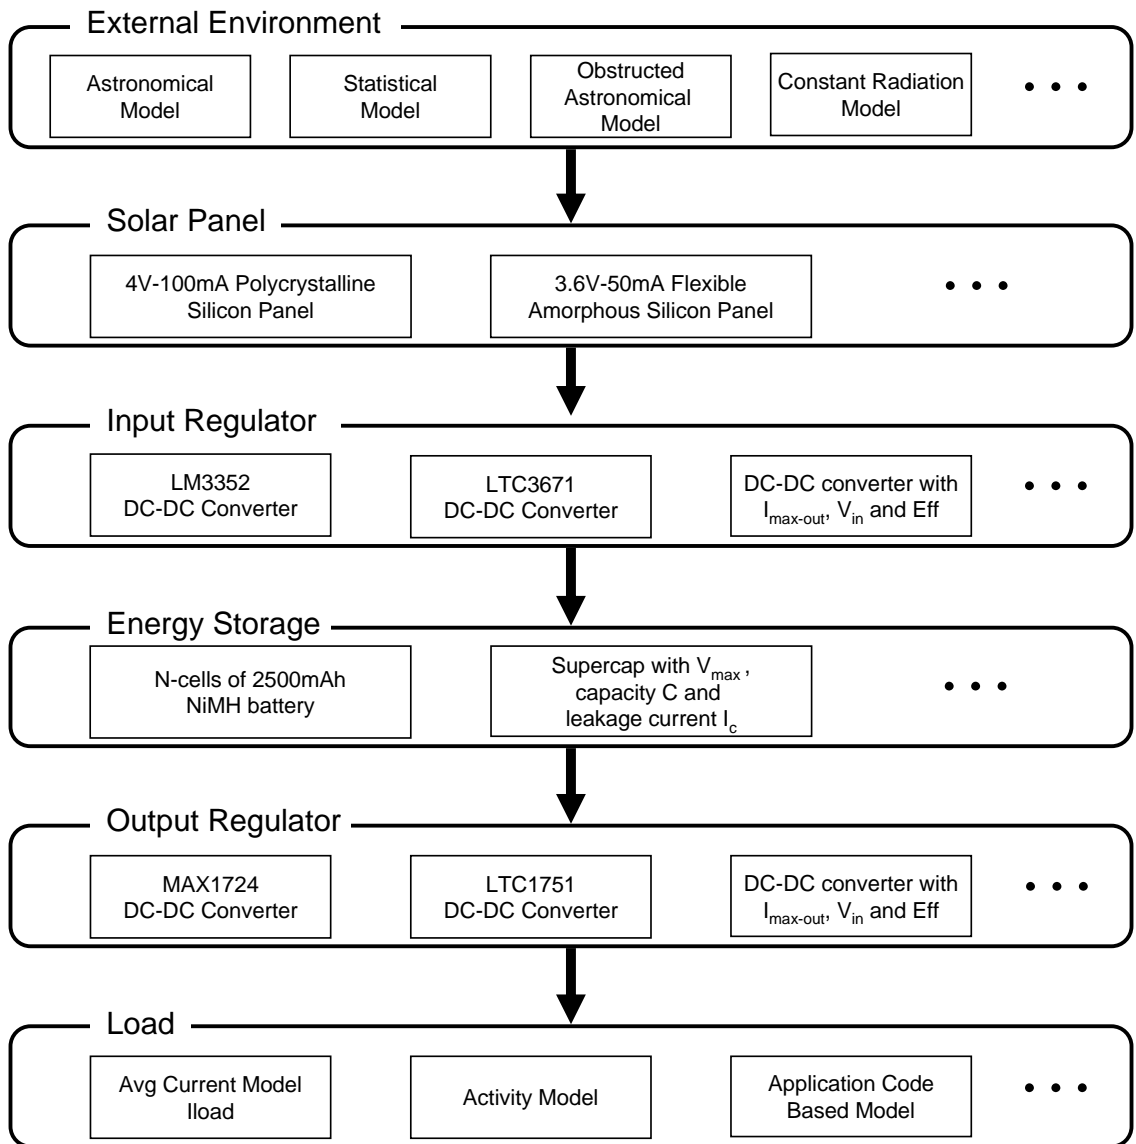 External Environment
Astronomical
Model
Statistical
Model
Obstructed
Astronomical
Model
Constant Radiation
Model
• • •
Solar Panel
4V-100mA Polycrystalline
Silicon Panel
3.6V-50mA Flexible
Amorphous Silicon Panel
• • •
Input Regulator
LM3352
DC-DC Converter
LTC3671
DC-DC Converter
DC-DC converter with
Imax-out, Vin and Eff
• • •
Energy Storage
N-cells of 2500mAh
NiMH battery
Supercap with Vmax ,
capacity C and
leakage current Ic
• • •
Output Regulator
MAX1724
DC-DC Converter
LTC1751
DC-DC Converter
DC-DC converter with
Imax-out, Vin and Eff
• • •
Load
Avg Current Model
Iload
Activity Model
Application Code
Based Model
• • •